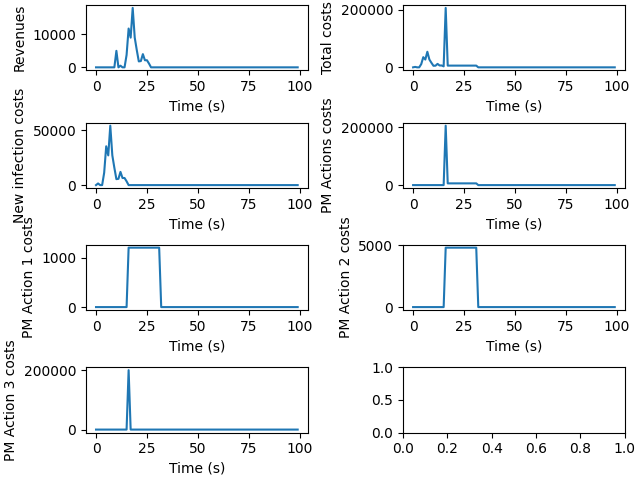 Revenues
10000
0
0 25 50 75 100
Time (s)
Total costs
200000
0
0 25 50 75 100
Time (s)
New infection costs
50000
0
0 25 50 75 100
Time (s)
PM Actions costs
200000
0
0 25 50 75 100
Time (s)
PM Action 1 costs
1000
0
0 25 50 75 100
Time (s)
PM Action 2 costs
5000
0
0 25 50 75 100
Time (s)
PM Action 3 costs
200000
0
0 25 50 75 100
Time (s)
1.0
0.5
0.0
0.0 0.2 0.4 0.6 0.8 1.0